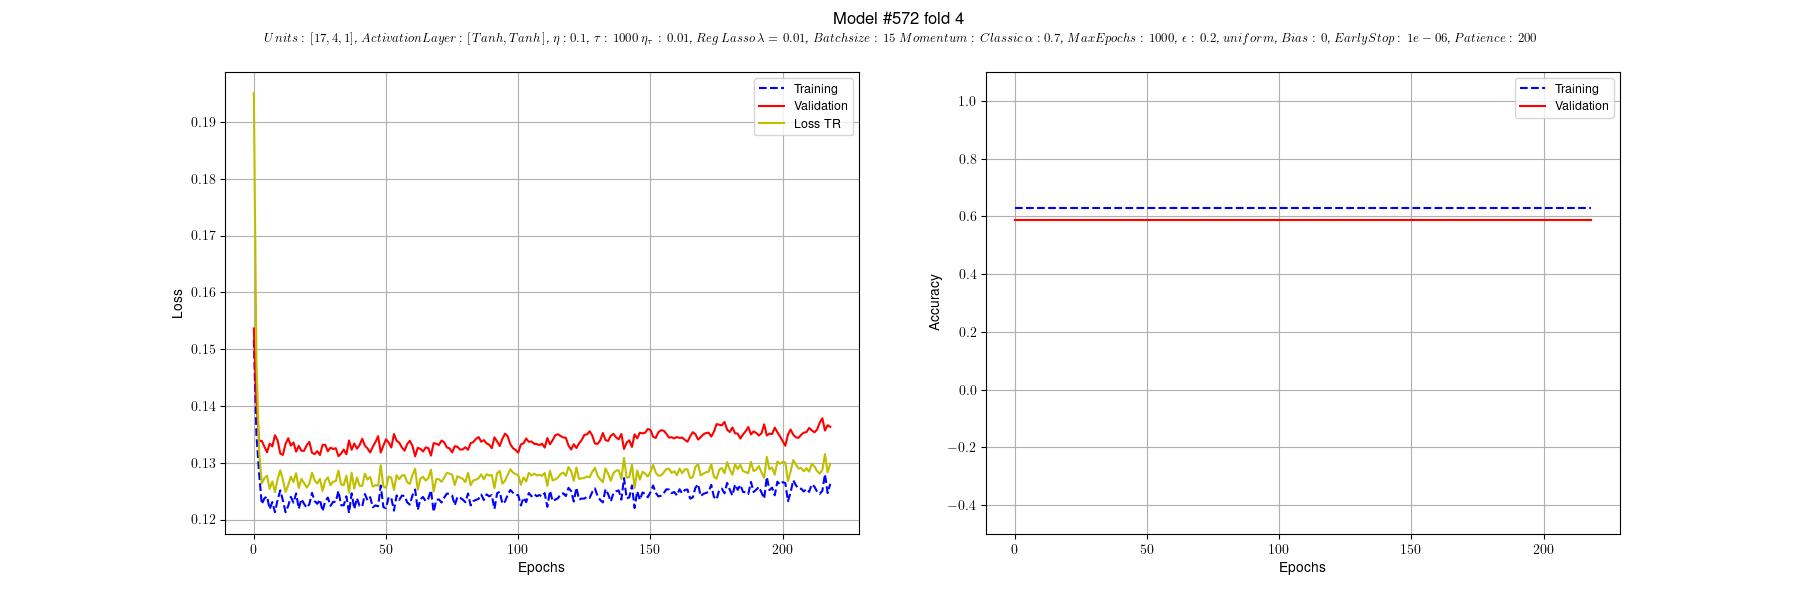 Model #572 fold 4
Units : [17, 4, 1], ActivationLayer : [Tanh, Tanh], η : 0.1, τ : 1000 η_τ : 0.01, Reg Lasso λ = 0.01, Batchsize : 15 Momentum : Classic α : 0.7, MaxEpochs : 1000, ϵ : 0.2, uniform, Bias : 0, EarlyStop : 1e − 06, Patience : 200
Training
Validation
Loss TR
0.19
0.18
0.17
0.16
0.15
0.14
0.13
0.12
Loss
0
50
100
150
200
Epochs
Training
Validation
1.0
0.8
0.6
0.4
0.2
0.0
−0.2
−0.4
Accuracy
0
50
100
150
200
Epochs